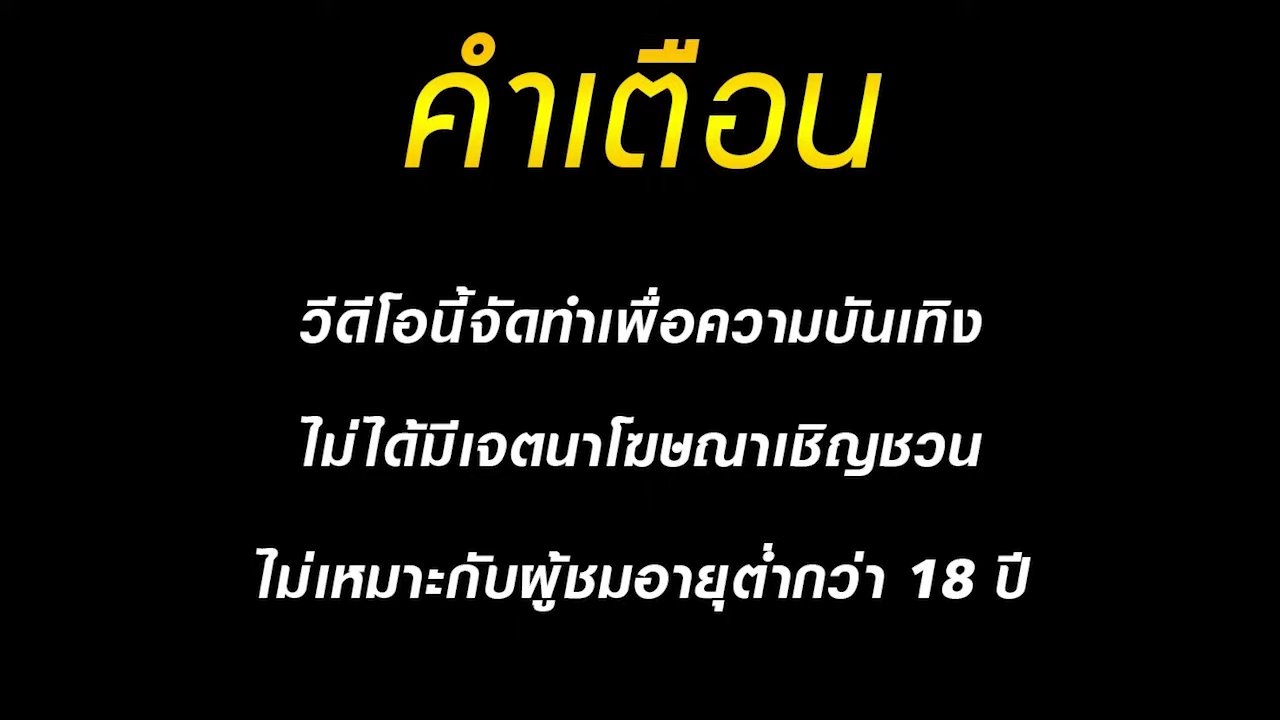 คำเตือน
วีดีโอนี้จัดทำเพื่อความบันเทิง
ไม่ได้มีเจตนาโฆษณาเชิญชวน
ไม่เหมาะกับผู้ชมอายุต่ำกว่า 18 ปี